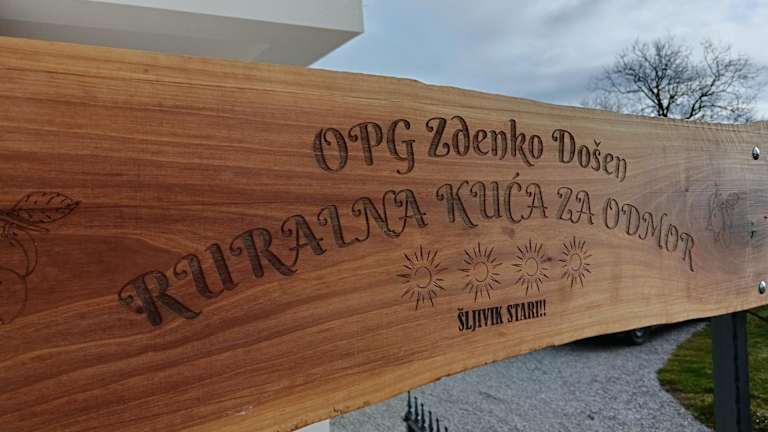 OPG Zdenko Došen
RURALNA KUĆA ZA ODMOR
ŠLJIVIK STARI!!